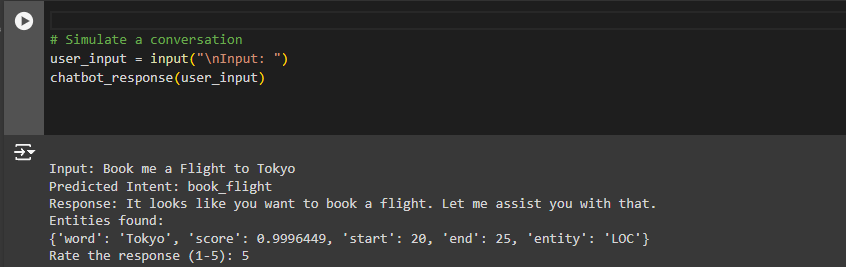 # Simulate a conversation
user_input = input("\nInput: ")
chatbot_response(user_input)
Input: Book me a Flight to Tokyo
Predicted Intent: book_flight
Response: It looks like you want to book a flight. Let me assist you with that.
Entities found:
{'word': 'Tokyo', 'score': 0.9996449, 'start': 20, 'end': 25, 'entity': 'LOC'}
Rate the response (1-5): 5